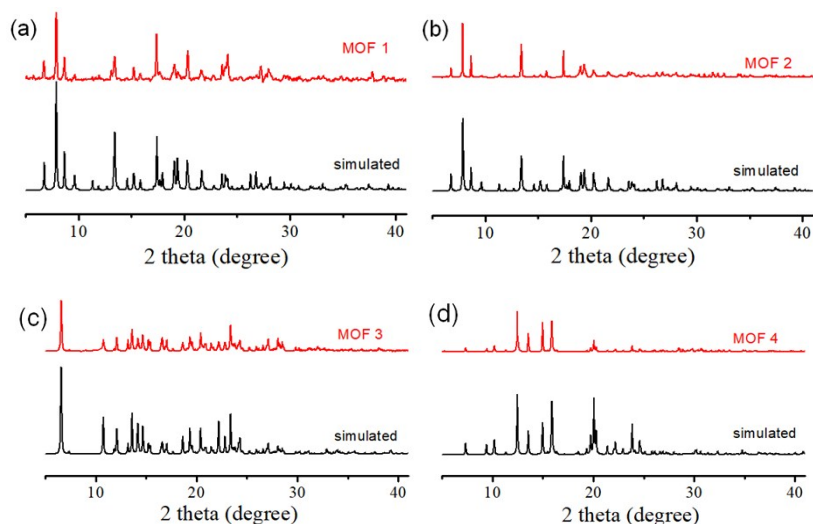 (a)
MOF 1
simulated
10 20 30 40
2 theta (degree)
(b)
MOF 2
simulated
10 20 30 40
2 theta (degree)
(c)
MOF 3
simulated
10 20 30 40
2 theta (degree)
(d)
MOF 4
simulated
10 20 30 40
2 theta (degree)